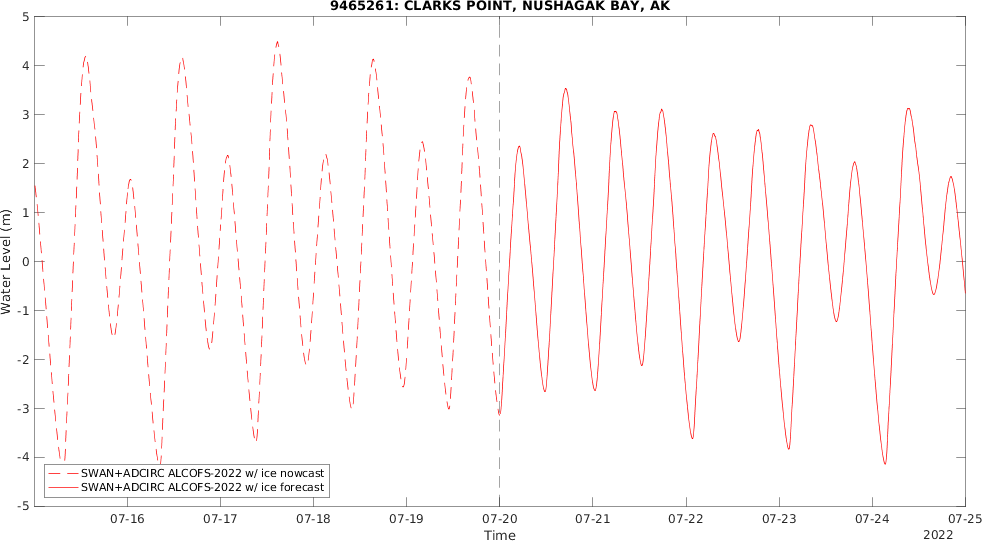 9465261: CLARKS POINT, NUSHAGAK BAY, AK
5
4
3
2
1
0
-1
-2
-3
-4
-5
Water Level (m)
SWAN+ADCIRC ALCOFS-2022 w/ ice nowcast
SWAN+ADCIRC ALCOFS-2022 w/ ice forecast
07-16 07-17 07-18 07-19 07-20 07-21 07-22 07-23 07-24 07-25
Time
2022